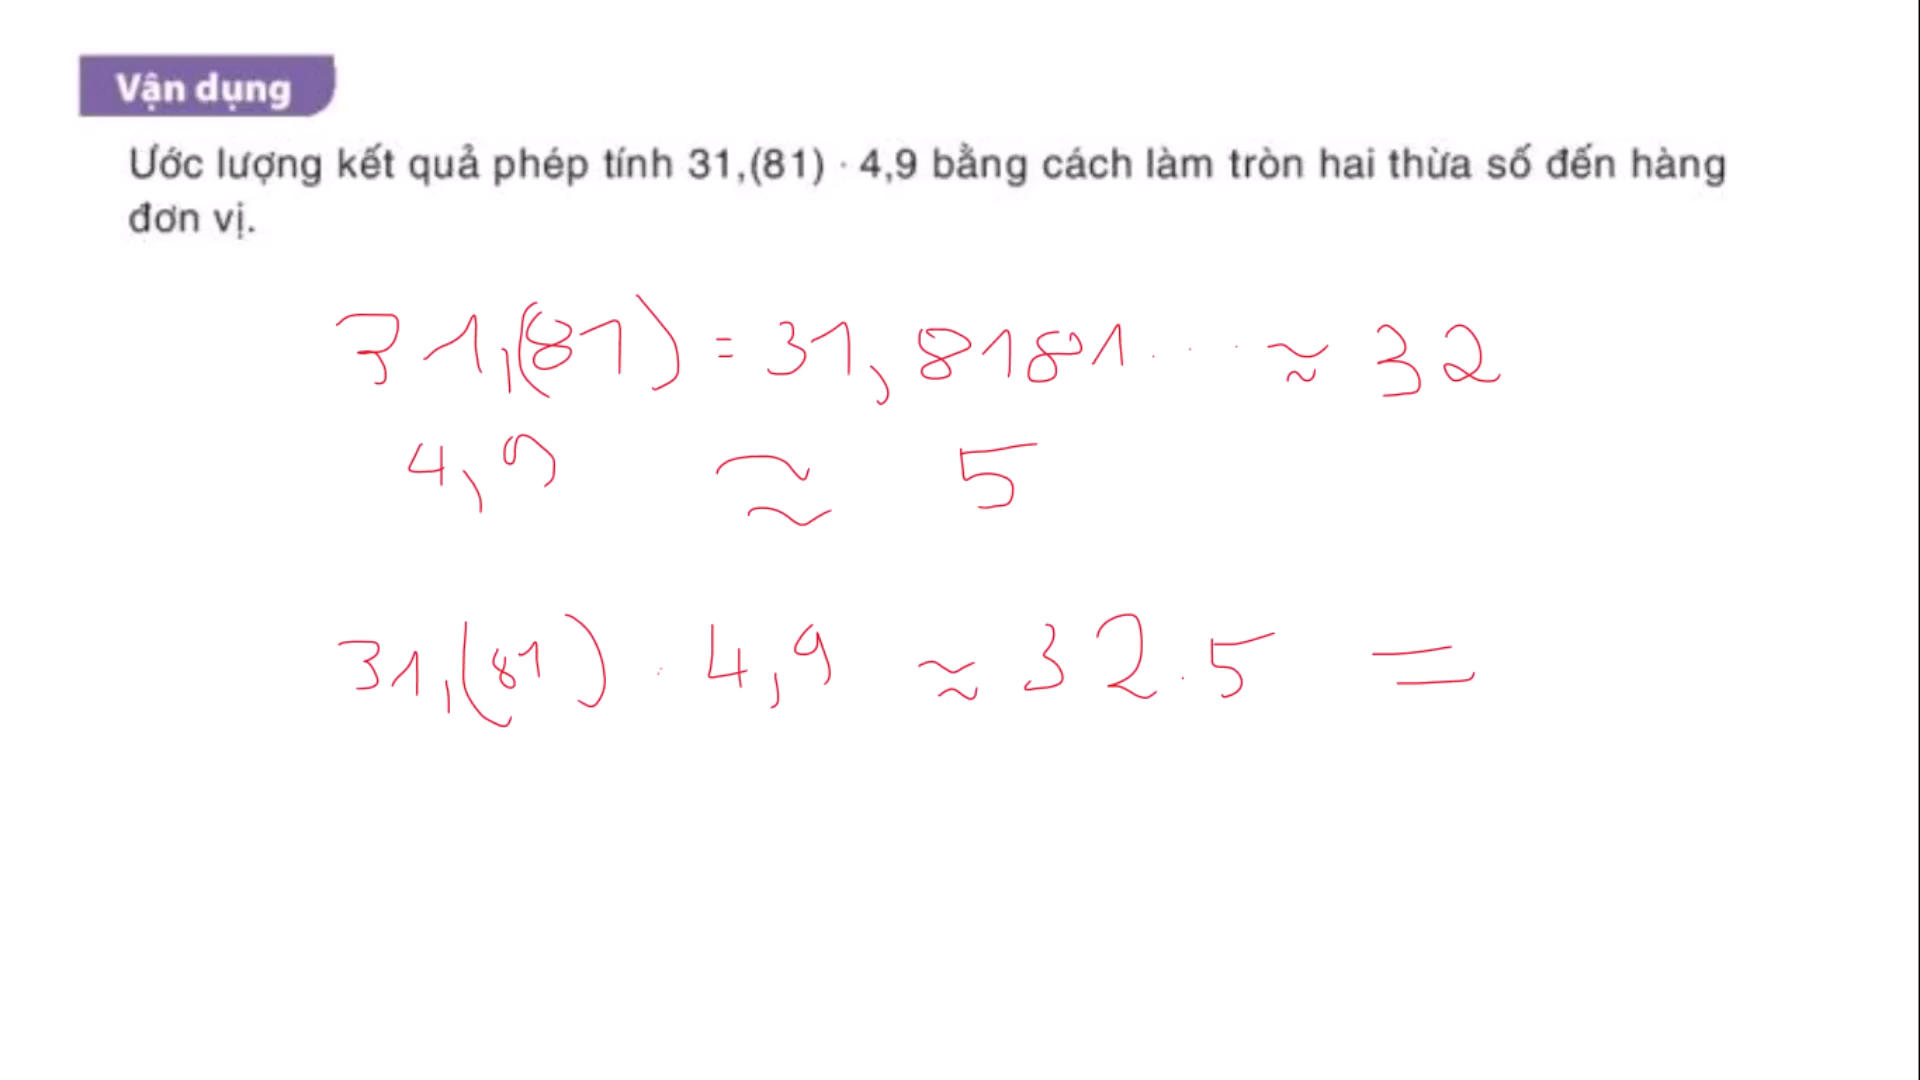 Vận dụng
Ước lượng kết quả phép tính 31,(81) · 4,9 bằng cách làm tròn hai thừa số đến hàng
đơn vị.
31,(81) = 31,8181... ≈ 32
4,9 ≈ 5
31,(81) . 4,9 ≈ 32.5 =